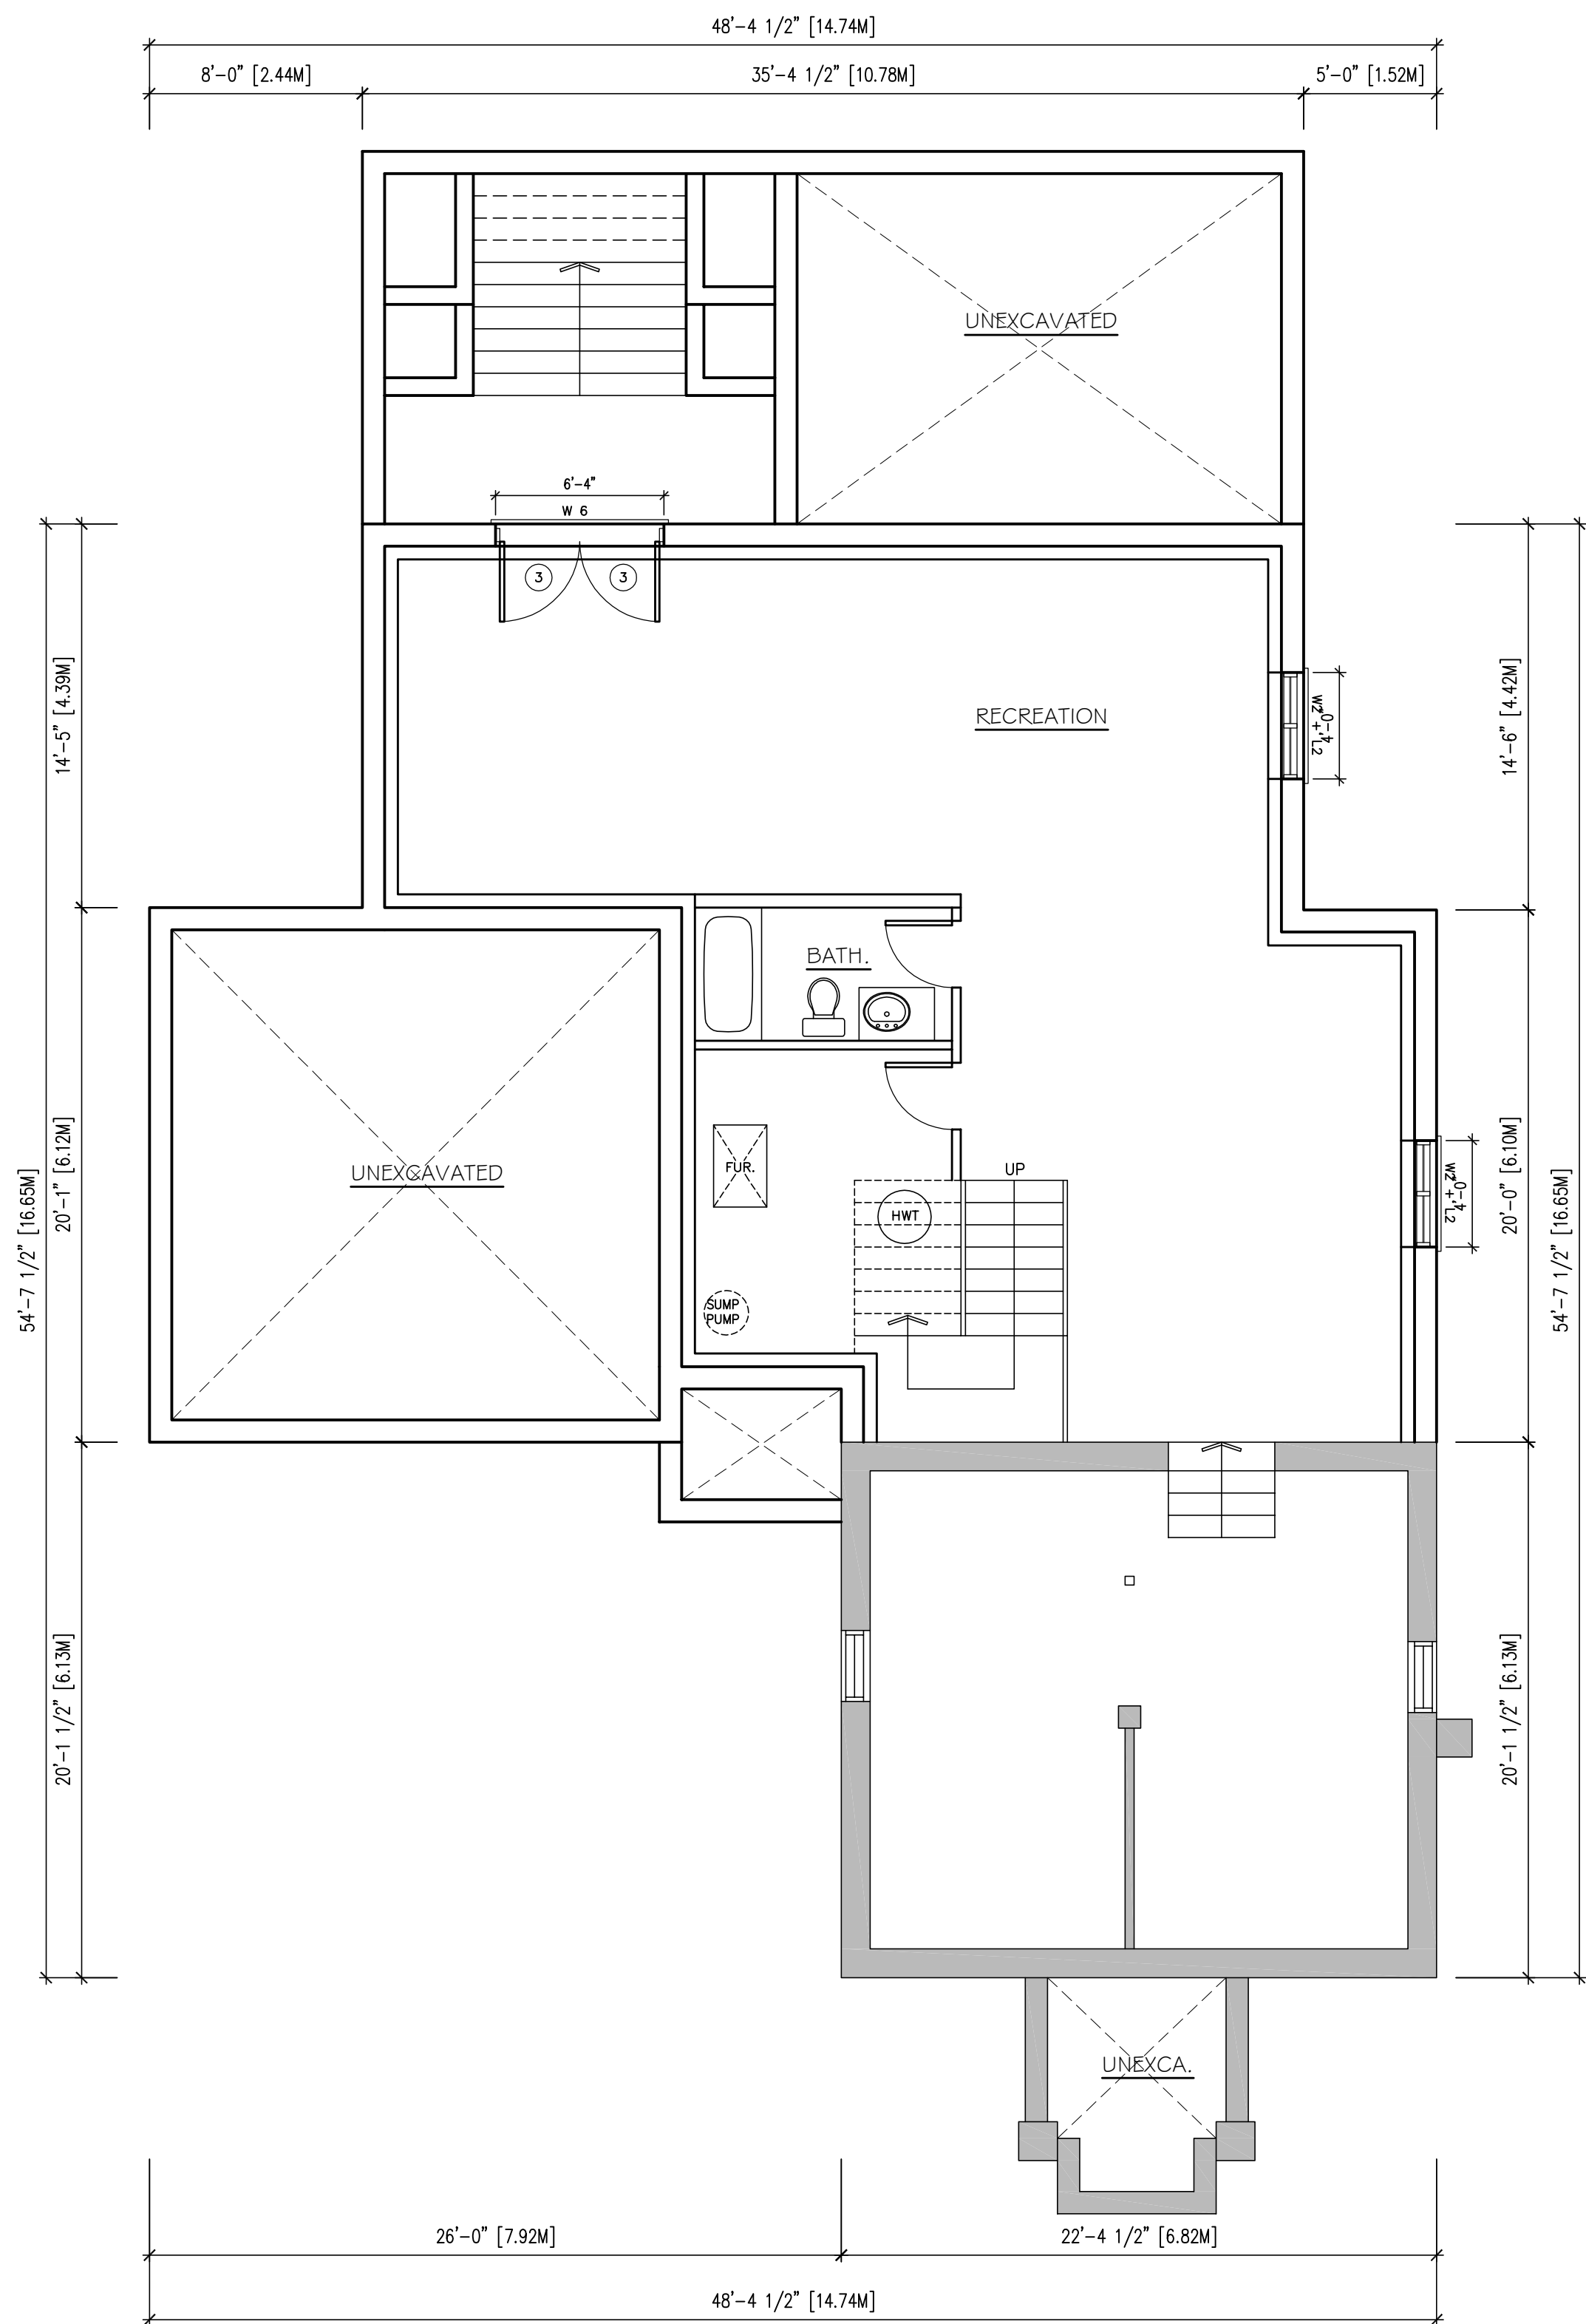 48'-4 1/2" [14.74M]
8'-0" [2.44M]
35'-4 1/2" [10.78M]
5'-0" [1.52M]
UNEXCAVATED
6'-4"
W 6
3
3
RECREATION
4'-0"
W2 + L2
14'-5" [4.39M]
14'-6" [4.42M]
BATH.
UNEXCAVATED
FUR.
UP
HWT
SUMP
PUMP
4'-0"
W2 + L2
54'-7 1/2" [16.65M]
20'-1" [6.12M]
20'-0" [6.10M]
54'-7 1/2" [16.65M]
20'-1 1/2" [6.13M]
20'-1 1/2" [6.13M]
UNEXCA.
26'-0" [7.92M]
22'-4 1/2" [6.82M]
48'-4 1/2" [14.74M]